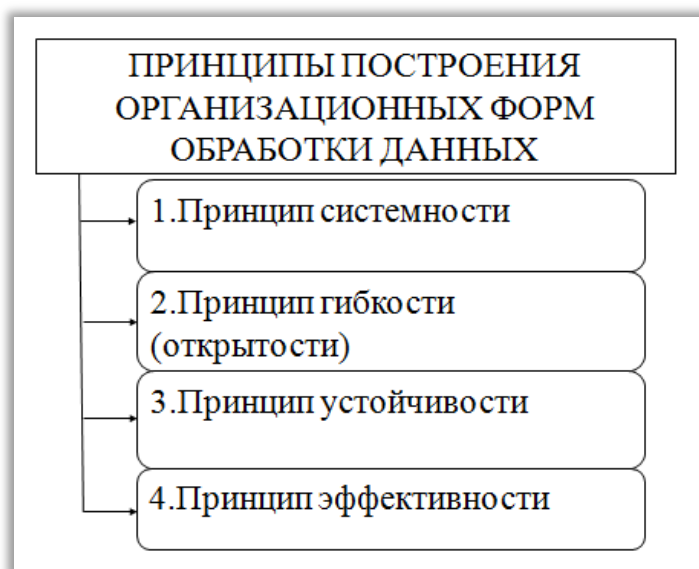 ПРИНЦИПЫ ПОСТРОЕНИЯ
ОРГАНИЗАЦИОННЫХ ФОРМ
ОБРАБОТКИ ДАННЫХ
1.Принцип системности
2.Принцип гибкости
(открытости)
3.Принцип устойчивости
4.Принцип эффективности